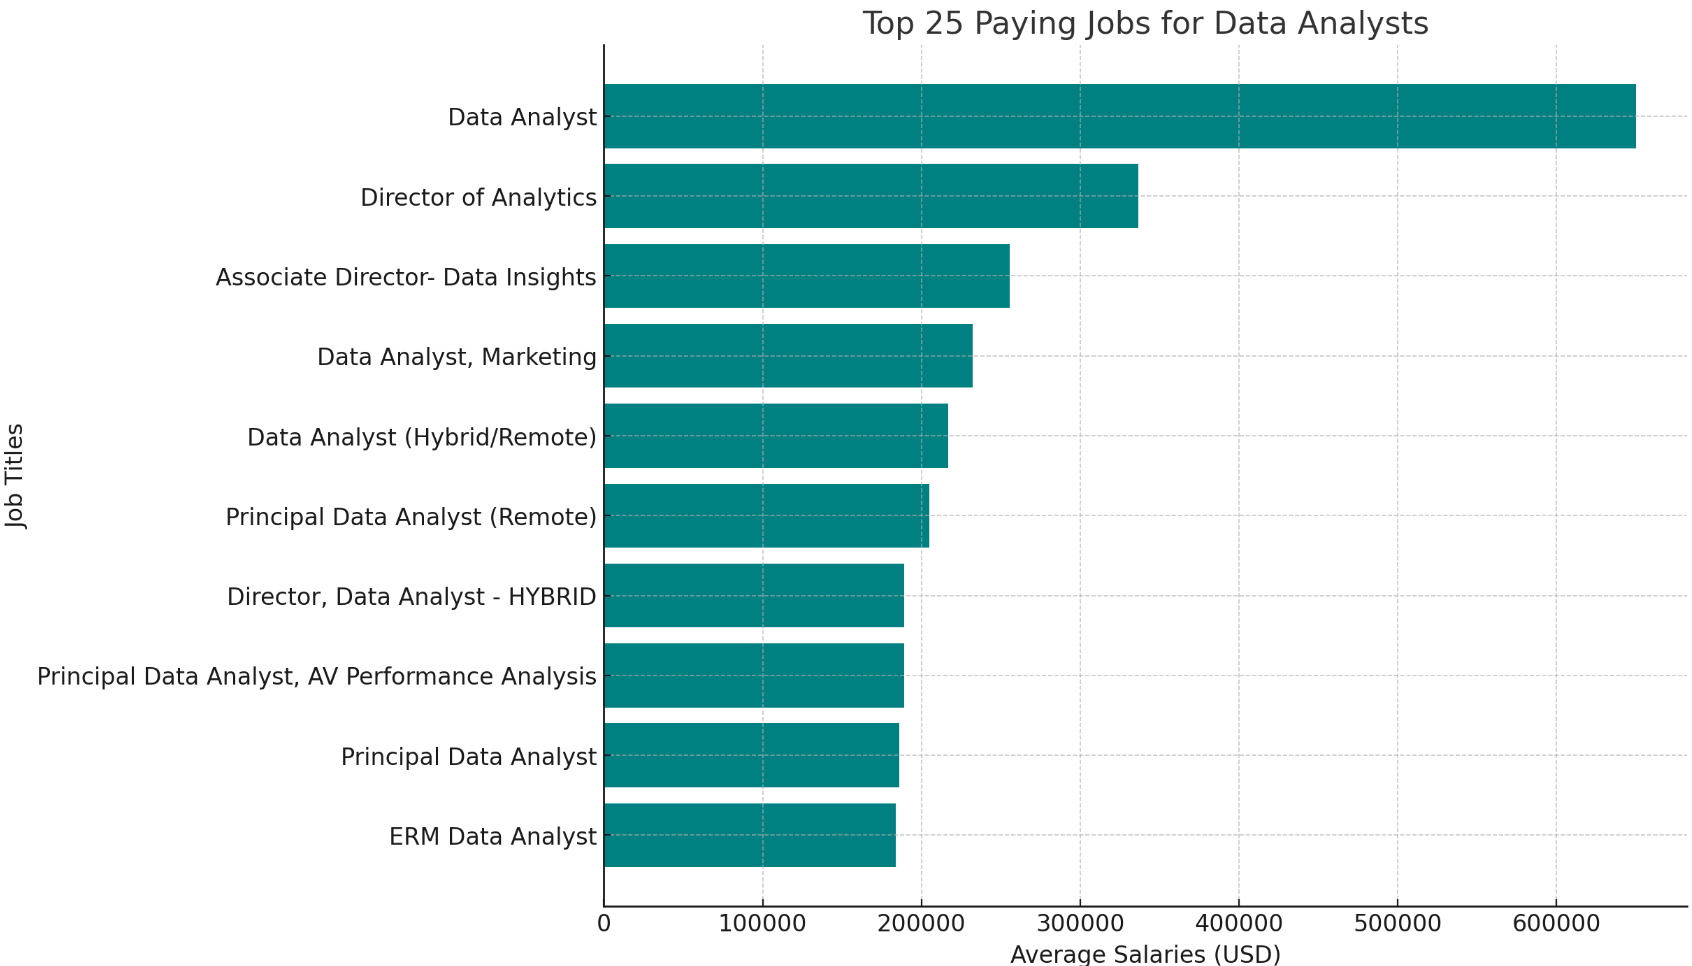 Top 25 Paying Jobs for Data Analysts
Job Titles
Data Analyst
Director of Analytics
Associate Director- Data Insights
Data Analyst, Marketing
Data Analyst (Hybrid/Remote)
Principal Data Analyst (Remote)
Director, Data Analyst - HYBRID
Principal Data Analyst, AV Performance Analysis
Principal Data Analyst
ERM Data Analyst
0 100000 200000 300000 400000 500000 600000
Average Salaries (USD)